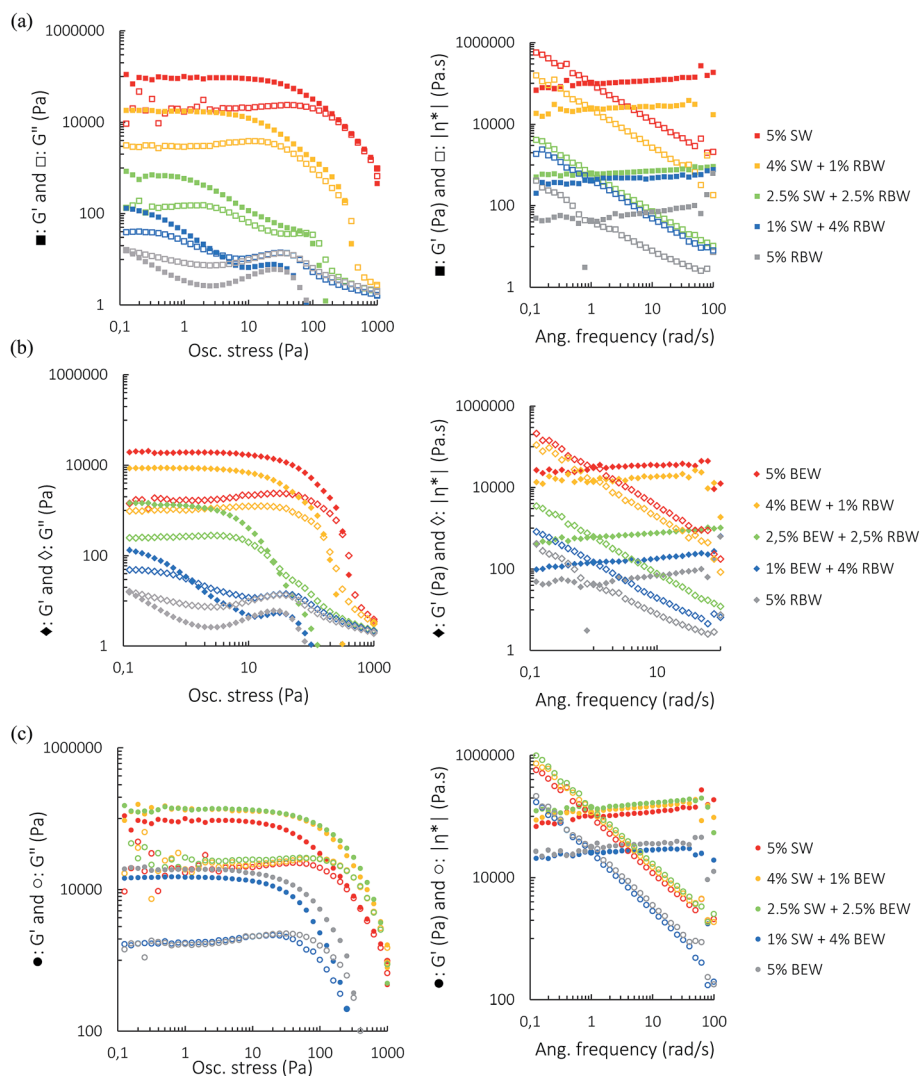 (a)
1000000
10000
100
1
0,1
1
10
100
1000
Osc. stress (Pa)
■: G' and □: G'' (Pa)
1000000
10000
100
1
0,1
1
10
100
Ang. frequency (rad/s)
■: G' (Pa) and □: |η*| (Pa.s)
5% SW
4% SW + 1% RBW
2.5% SW + 2.5% RBW
1% SW + 4% RBW
5% RBW
(b)
1000000
10000
100
1
0,1
10
1000
Osc. stress (Pa)
◆: G' and ◊: G'' (Pa)
1000000
10000
100
1
0,1
10
Ang. frequency (rad/s)
◆: G' (Pa) and ◊: |η*| (Pa.s)
5% BEW
4% BEW + 1% RBW
2,5% BEW + 2,5% RBW
1% BEW + 4% RBW
5% RBW
(c)
1000000
10000
100
0,1
1
10
100
1000
Osc. stress (Pa)
●: G' and ○: G'' (Pa)
1000000
10000
100
0,1
1
10
100
Ang. frequency (rad/s)
●: G' (Pa) and ○: |η*| (Pa.s)
5% SW
4% SW + 1% BEW
2.5% SW + 2.5% BEW
1% SW + 4% BEW
5% BEW